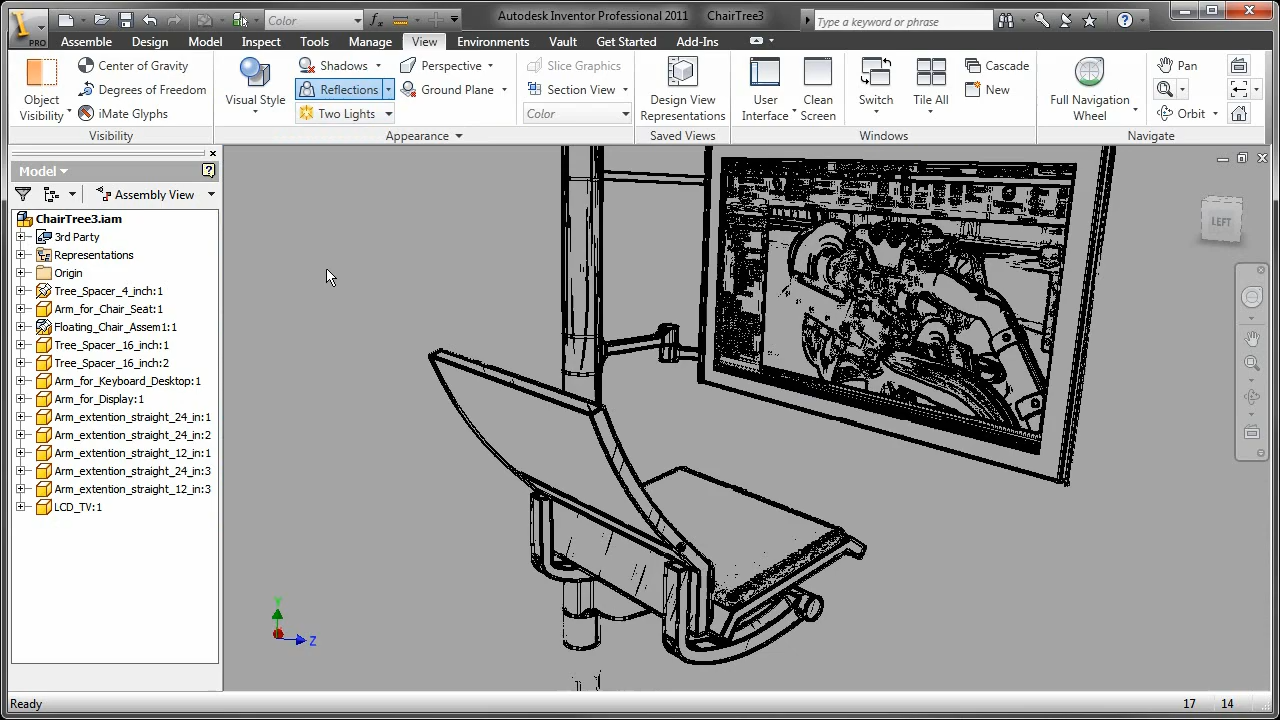 Color
fx
Autodesk Inventor Professional 2011 ChairTree3
Type a keyword or phrase
PRO
Assemble Design Model Inspect Tools Manage View Environments Vault Get Started Add-Ins
Object Visibility
Center of Gravity
Degrees of Freedom
iMate Glyphs
Visibility
Visual Style
Shadows
Reflections
Two Lights
Perspective
Ground Plane
Slice Graphics
Section View
Color
Appearance
Design View Representations
Saved Views
User Interface
Clean Screen
Switch
Tile All
Cascade
New
Windows
Full Navigation Wheel
Pan
Orbit
Navigate
Model
Assembly View
ChairTree3.iam
3rd Party
Representations
Origin
Tree_Spacer_4_inch:1
Arm_for_Chair_Seat:1
Floating_Chair_Assem1:1
Tree_Spacer_16_inch:1
Tree_Spacer_16_inch:2
Arm_for_Keyboard_Desktop:1
Arm_for_Display:1
Arm_extention_straight_24_in:1
Arm_extention_straight_24_in:2
Arm_extention_straight_12_in:1
Arm_extention_straight_24_in:3
Arm_extention_straight_12_in:3
LCD_TV:1
LEFT
Y
Z
Ready
17 14